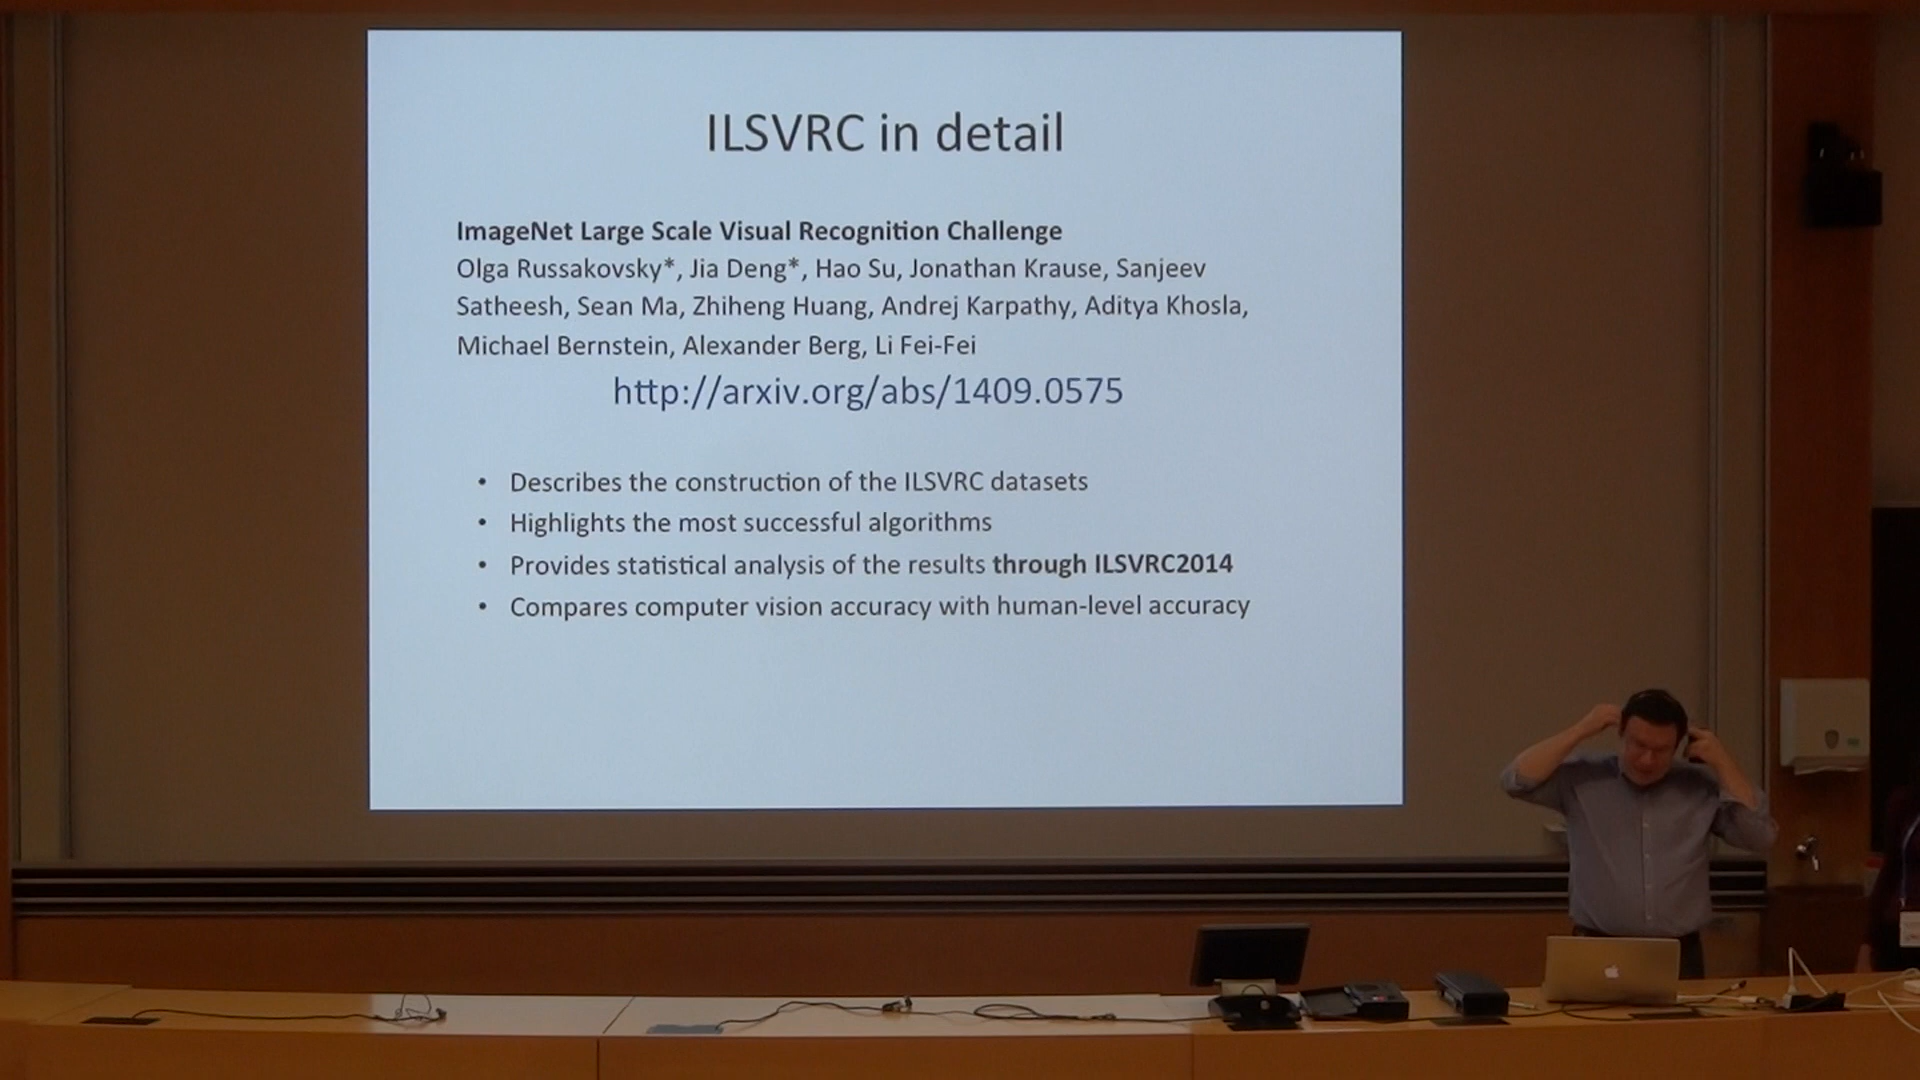 ILSVRC in detail
ImageNet Large Scale Visual Recognition Challenge
Olga Russakovsky*, Jia Deng*, Hao Su, Jonathan Krause, Sanjeev
Satheesh, Sean Ma, Zhiheng Huang, Andrej Karpathy, Aditya Khosla,
Michael Bernstein, Alexander Berg, Li Fei-Fei
http://arxiv.org/abs/1409.0575
• Describes the construction of the ILSVRC datasets
• Highlights the most successful algorithms
• Provides statistical analysis of the results through ILSVRC2014
• Compares computer vision accuracy with human-level accuracy